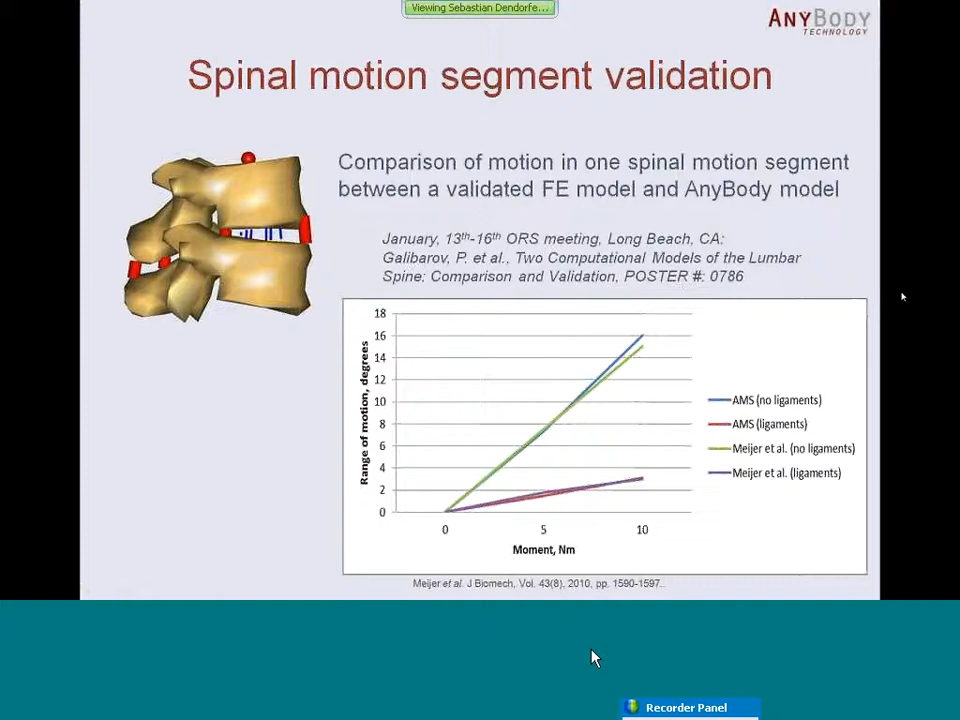 Viewing Sebastian Dendorfe...
ANYBODY
TECHNOLOGY
Spinal motion segment validation
Comparison of motion in one spinal motion segment
between a validated FE model and AnyBody model
January, 13th-16th ORS meeting, Long Beach, CA;
Galibarov, P. et al., Two Computational Models of the Lumbar
Spine: Comparison and Validation, POSTER #: 0786
Range of motion, degrees
18
16
14
12
10
8
6
4
2
0
0 5 10
Moment, Nm
AMS (no ligaments)
AMS (ligaments)
Meijer et al. (no ligaments)
Meijer et al. (ligaments)
Meijer et al. J Biomech, Vol. 43(8), 2010, pp. 1590-1597..
Recorder Panel